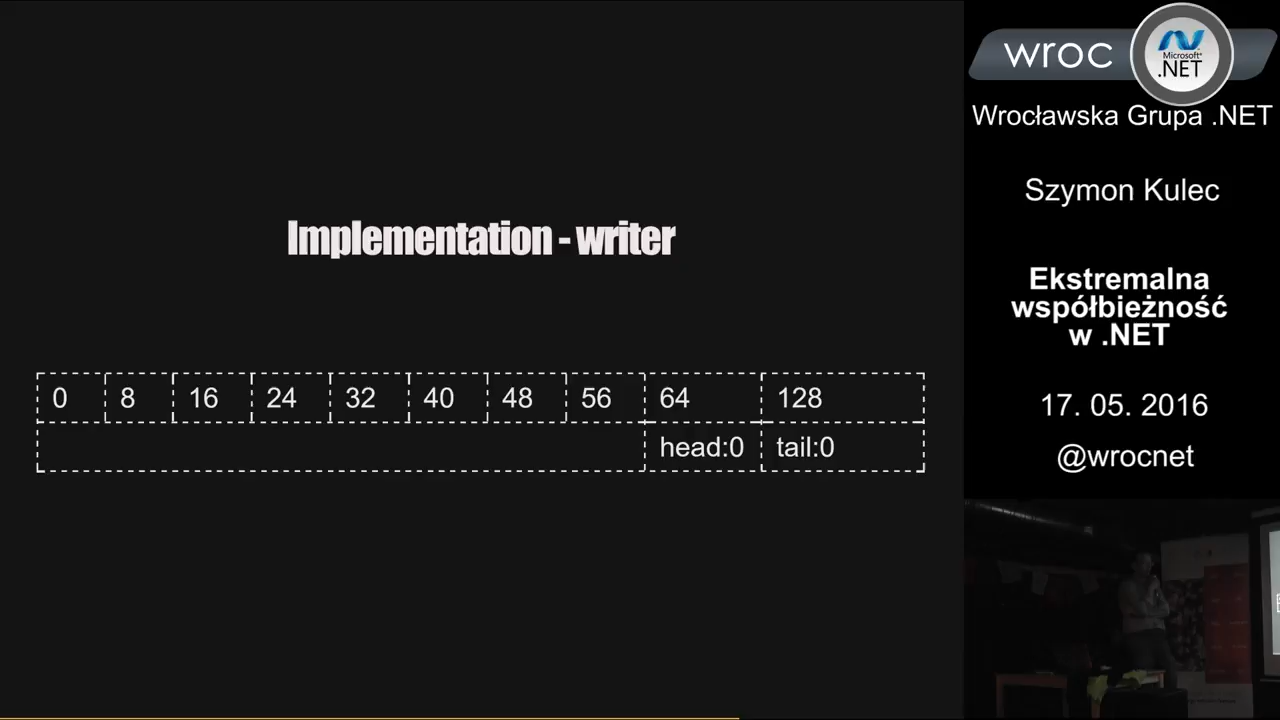 Implementation - writer
0 8 16 24 32 40 48 56 64 128
head:0 tail:0
wroc
Microsoft®
.NET
Wrocławska Grupa .NET
Szymon Kulec
Ekstremalna
współbieżność
w .NET
17. 05. 2016
@wrocnet